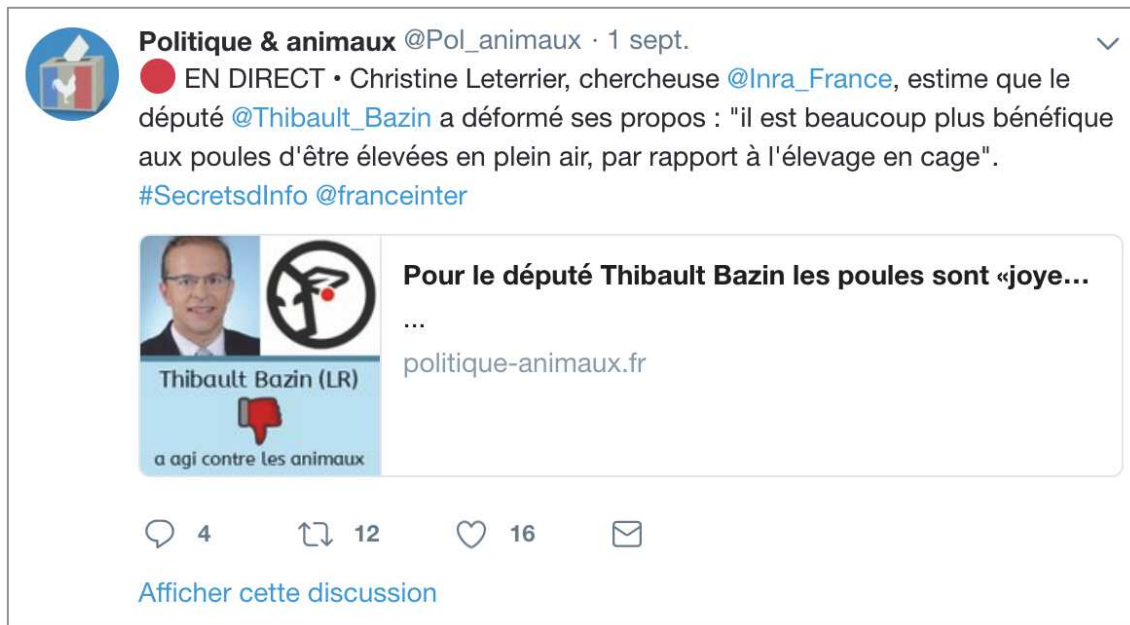 Politique & animaux @Pol_animaux · 1 sept.
🔴 EN DIRECT • Christine Leterrier, chercheuse @Inra_France, estime que le
député @Thibault_Bazin a déformé ses propos : "il est beaucoup plus bénéfique
aux poules d'être élevées en plein air, par rapport à l'élevage en cage".
#SecretsdInfo @franceinter
Pour le député Thibault Bazin les poules sont «joye...
...
politique-animaux.fr
Thibault Bazin (LR)
a agi contre les animaux
4 12 16
Afficher cette discussion